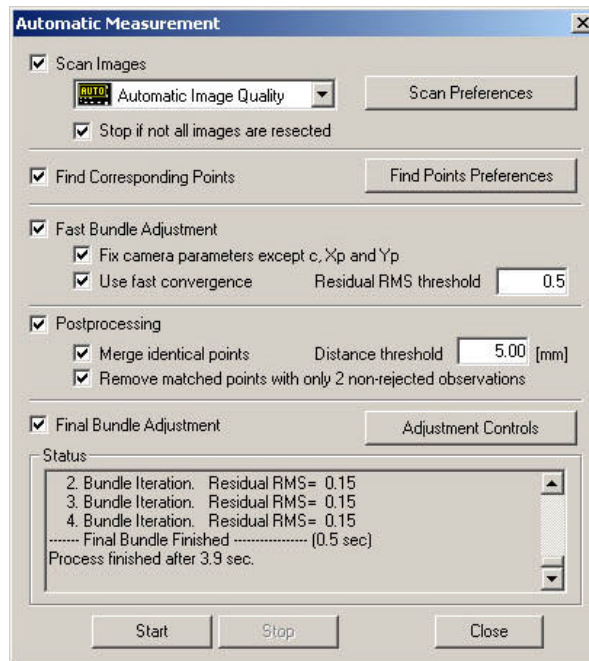 Automatic Measurement
Scan Images
AUTO Automatic Image Quality
Scan Preferences
Stop if not all images are resected
Find Corresponding Points
Find Points Preferences
Fast Bundle Adjustment
Fix camera parameters except c, Xp and Yp
Use fast convergence Residual RMS threshold 0.5
Postprocessing
Merge identical points Distance threshold 5.00 [mm]
Remove matched points with only 2 non-rejected observations
Final Bundle Adjustment
Adjustment Controls
Status
2. Bundle Iteration. Residual RMS= 0.15
3. Bundle Iteration. Residual RMS= 0.15
4. Bundle Iteration. Residual RMS= 0.15
------- Final Bundle Finished ---------------- (0.5 sec)
Process finished after 3.9 sec.
Start Stop Close